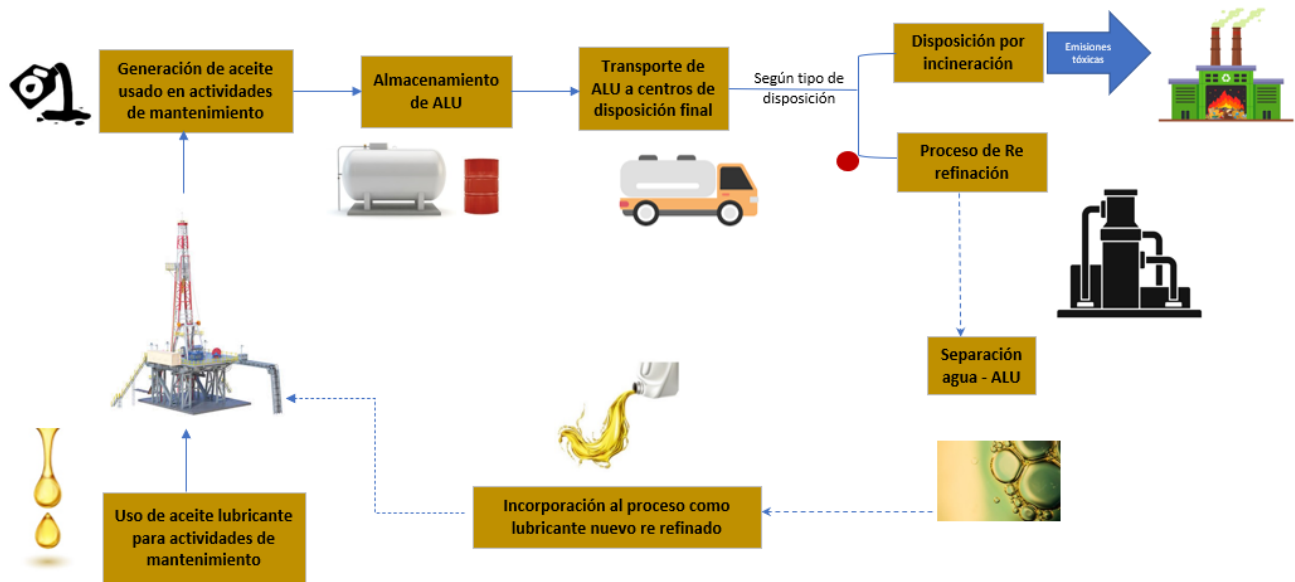 Generación de aceite
usado en actividades
de mantenimiento
Almacenamiento
de ALU
Transporte de
ALU a centros de
disposición final
Según tipo de
disposición
Disposición por
incineración
Emisiones
tóxicas
Proceso de Re
refinación
Separación
agua - ALU
Incorporación al proceso como
lubricante nuevo re refinado
Uso de aceite lubricante
para actividades de
mantenimiento